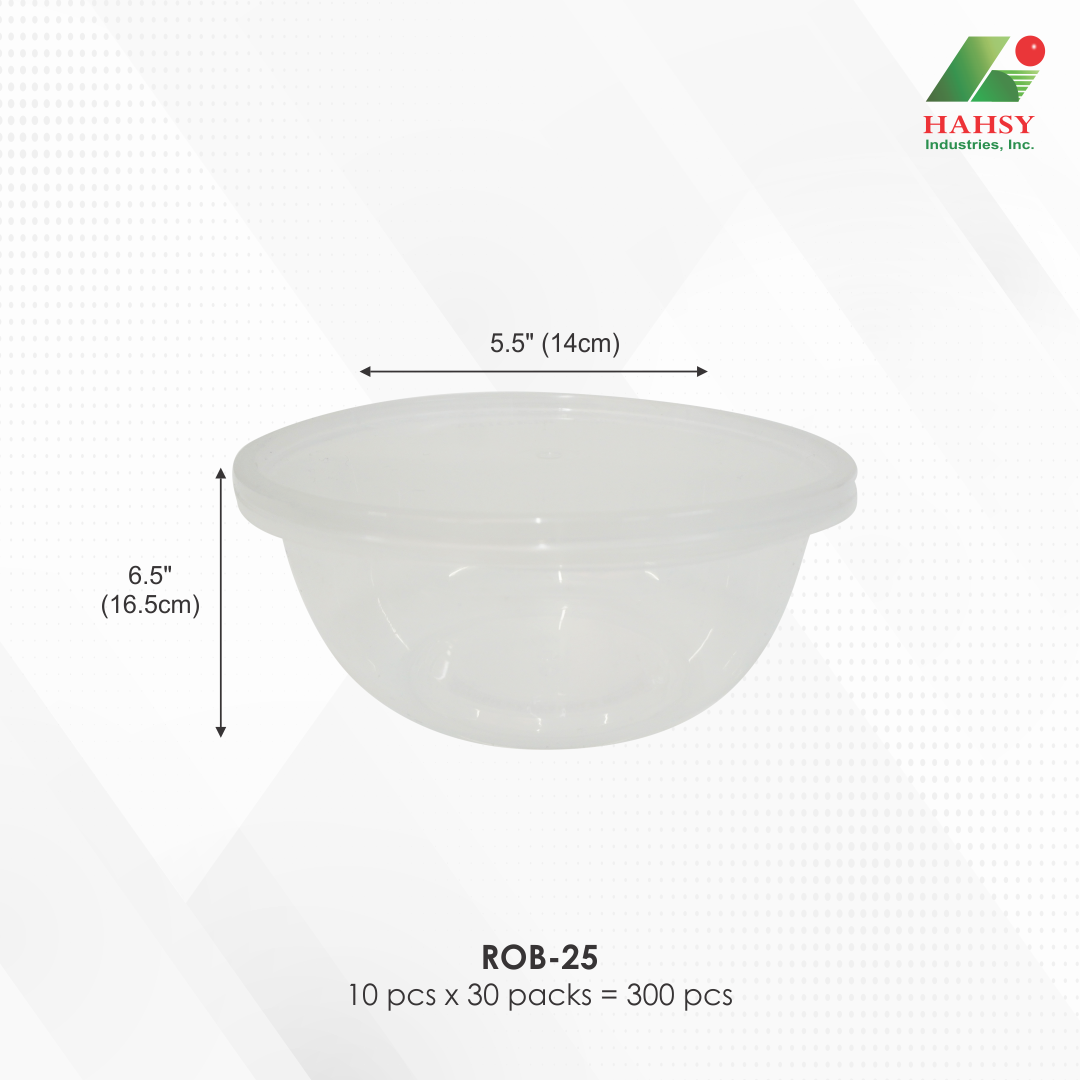 HAHSY
Industries, Inc.
5.5" (14cm)
6.5"
(16.5cm)
ROB-25
10 pcs x 30 packs = 300 pcs